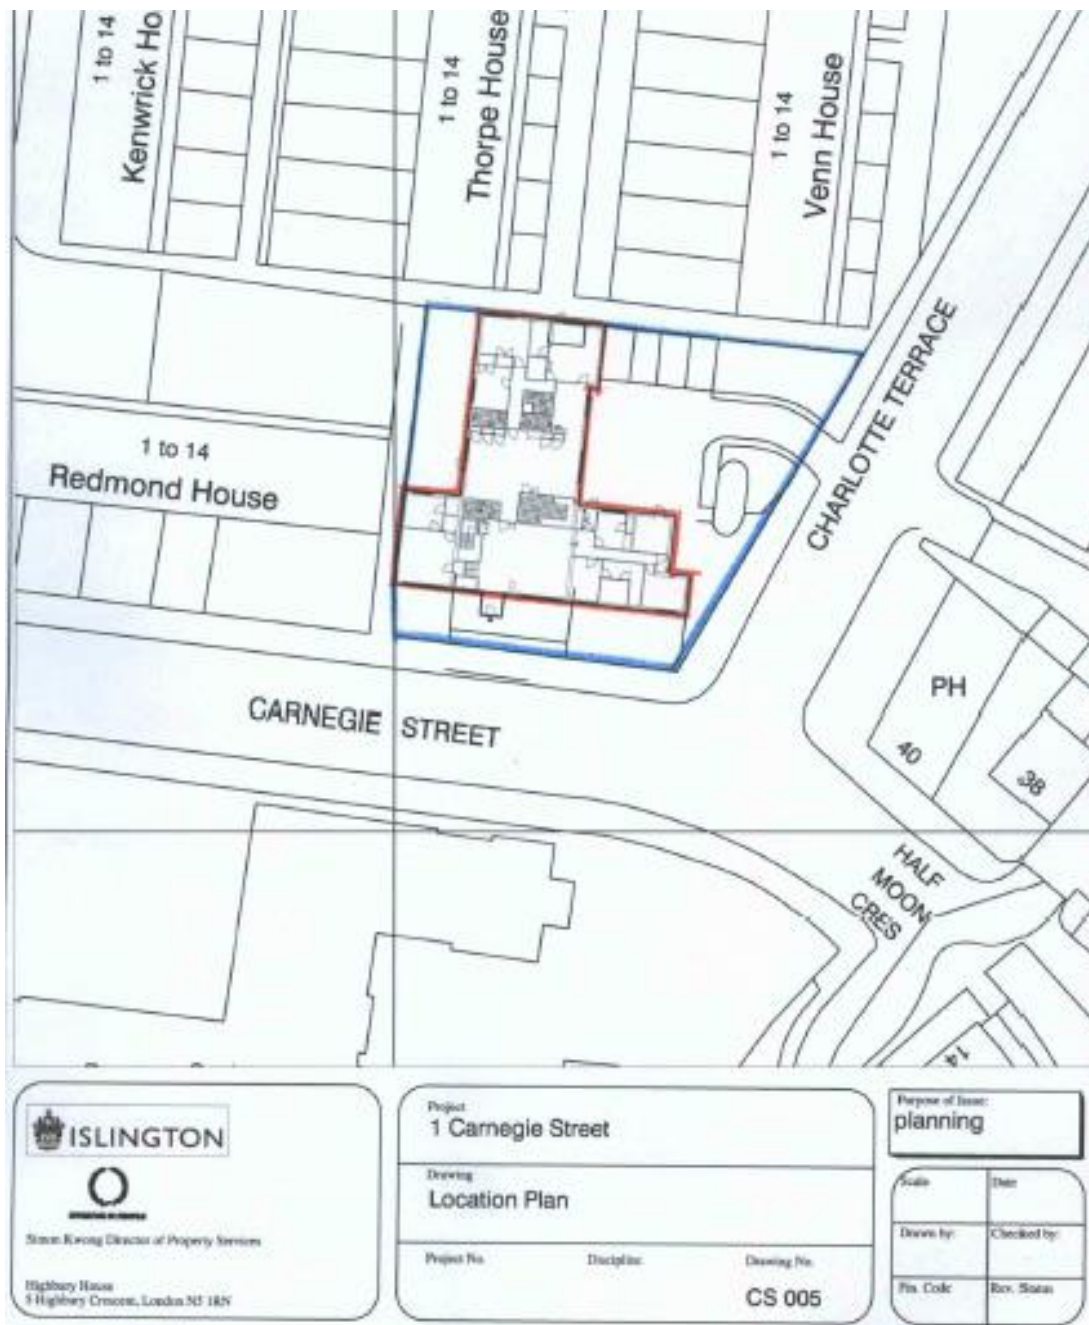 1 to 14
Kenwrick Ho
1 to 14
Thorpe House
1 to 14
Venn House
1 to 14
Redmond House
CHARLOTTE TERRACE
CARNEGIE STREET
PH
40
38
HALF
MOON
CRES
14
ISLINGTON
Simon Kwong Director of Property Services
Highbury House
5 Highbury Crescent, London N5 1RN
Project
1 Carnegie Street
Drawing
Location Plan
Project No.
Discipline
Drawing No.
CS 005
Purpose of Issue:
planning
Scale
Date
Drawn by:
Checked by:
Fin. Code
Rev. Status